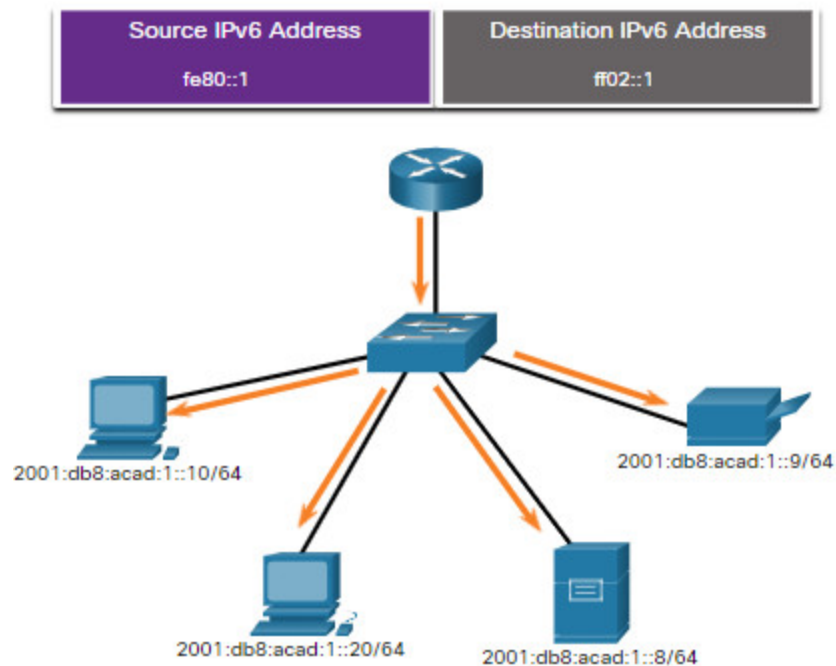 Source IPv6 Address
Destination IPv6 Address
fe80::1
ff02::1
2001:db8:acad:1::10/64
2001:db8:acad:1::9/64
2001:db8:acad:1::20/64
2001:db8:acad:1::8/64